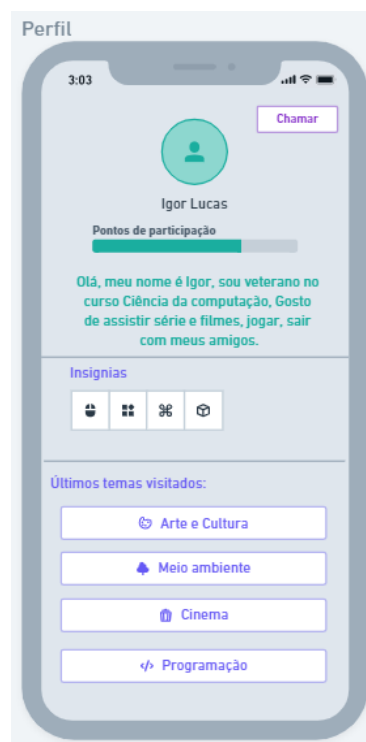 Perfil
3:03
Chamar
Igor Lucas
Pontos de participação
Olá, meu nome é Igor, sou veterano no
curso Ciência da computação, Gosto
de assistir série e filmes, jogar, sair
com meus amigos.
Insignias
Últimos temas visitados:
Arte e Cultura
Meio ambiente
Cinema
Programação